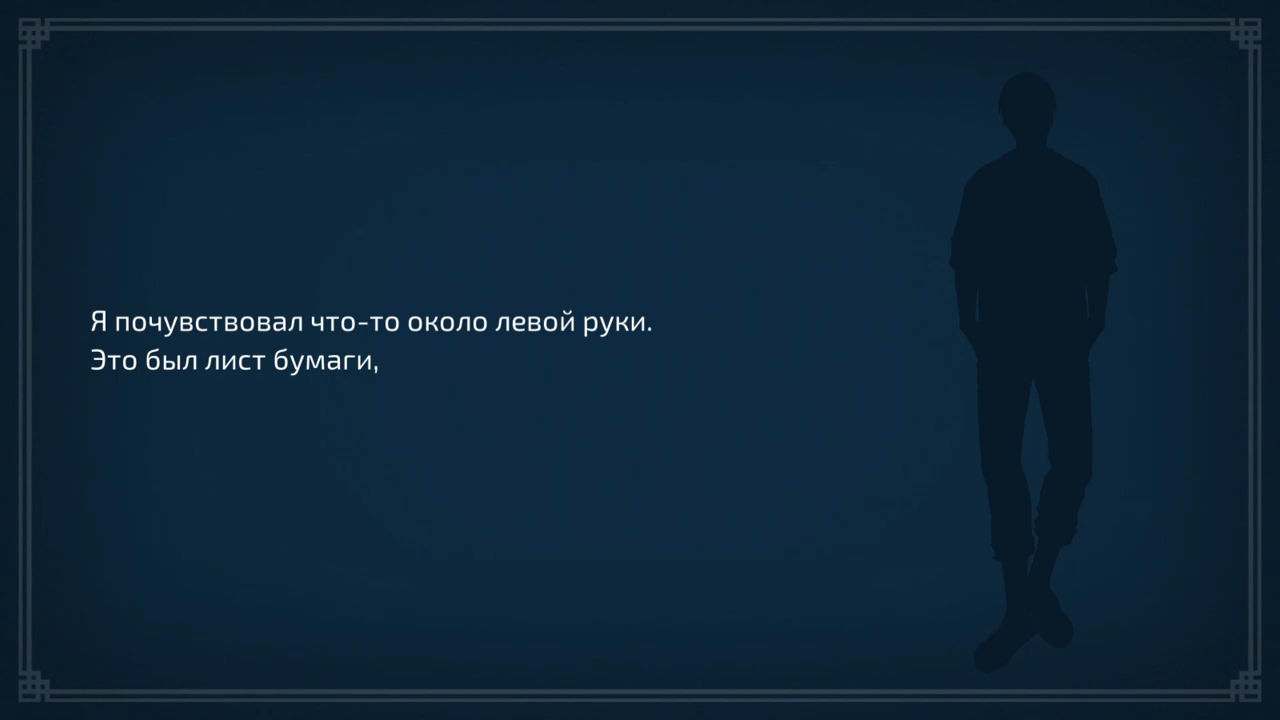 Я почувствовал что-то около левой руки.
Это был лист бумаги,